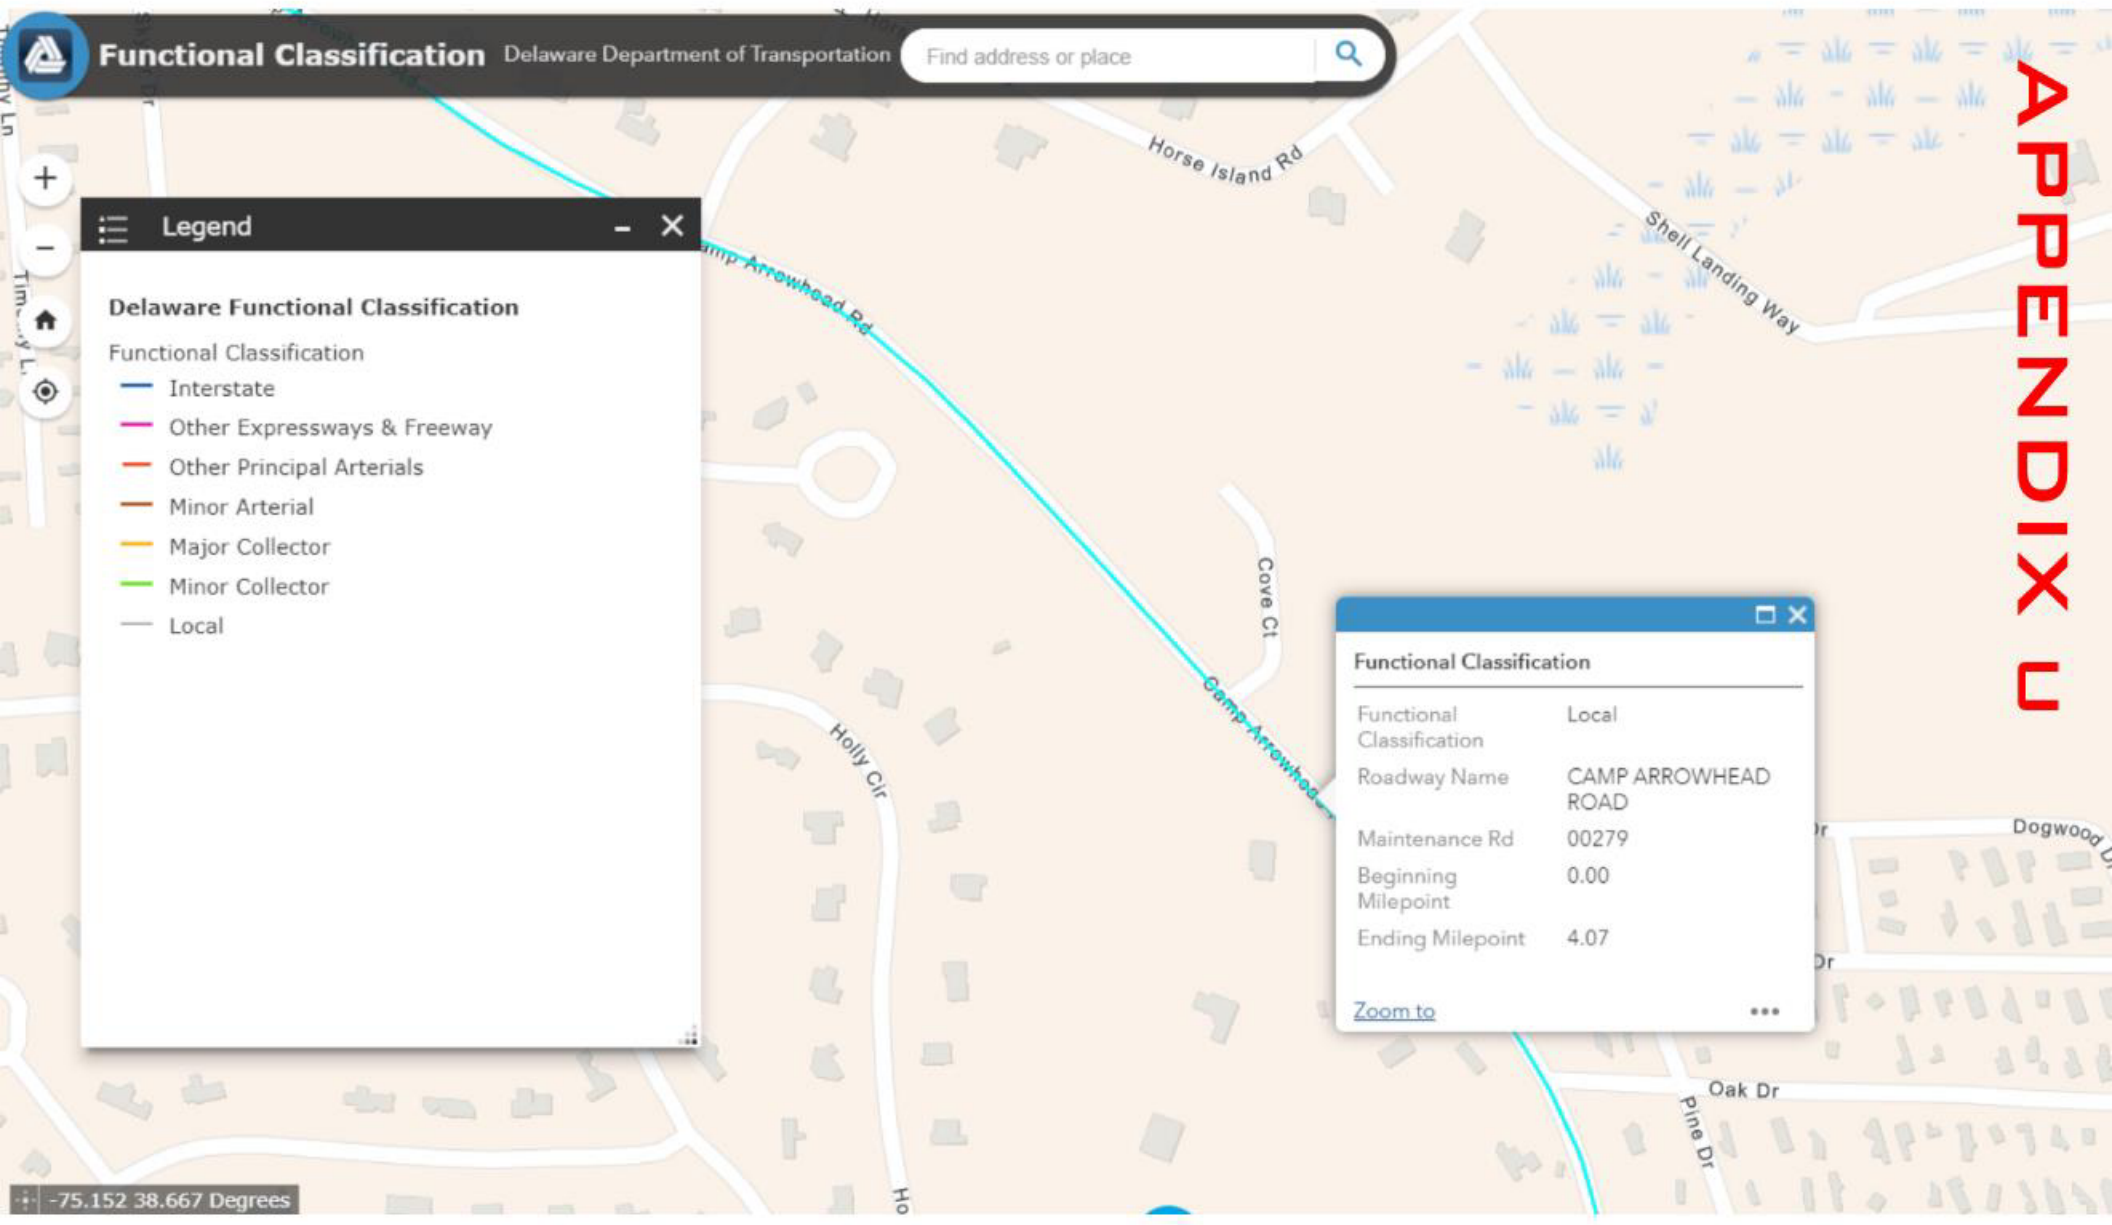 Functional Classification Delaware Department of Transportation
Find address or place
APPENDIX U
Legend
Delaware Functional Classification
Functional Classification
Interstate
Other Expressways & Freeway
Other Principal Arterials
Minor Arterial
Major Collector
Minor Collector
Local
Horse Island Rd
Shell Landing Way
Arrowhead Rd
Cove Ct
Camp
Holly Cir
Functional Classification
Functional Classification
Local
Roadway Name
CAMP ARROWHEAD
ROAD
Maintenance Rd 00279
Beginning
Milepoint
0.00
Ending Milepoint 4.07
Zoom to
Dr
Dogwood
Dr
Oak Dr
Pine Dr
Ho
-75.152 38.667 Degrees